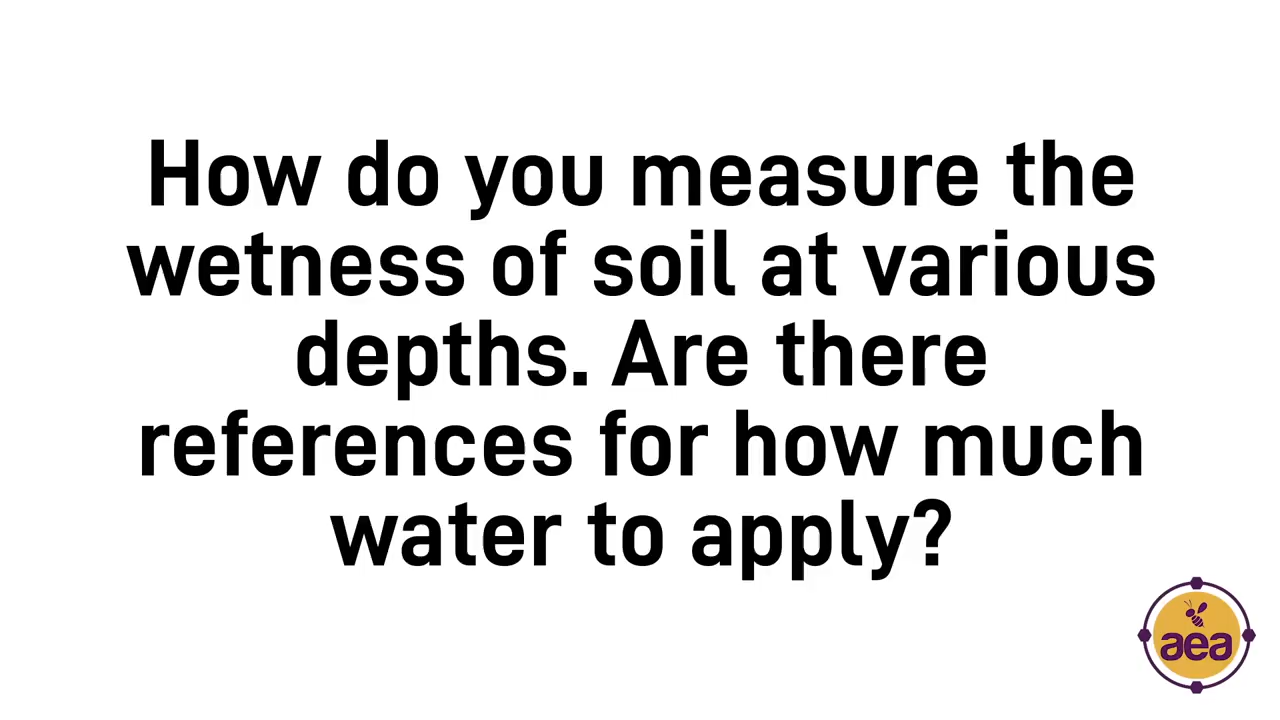 How do you measure the
wetness of soil at various
depths. Are there
references for how much
water to apply?
aea